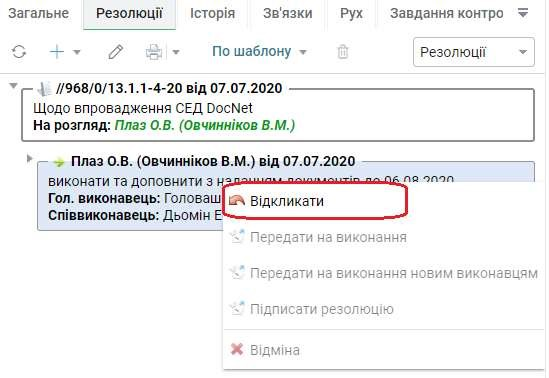 Загальне Резолюції Історія Зв'язки Рух Завдання контро
По шаблону Резолюції
//968/0/13.1.1-4-20 від 07.07.2020
Щодо впровадження СЕД DocNet
На розгляд: Плаз О.В. (Овчинніков В.М.)
Плаз О.В. (Овчинніков В.М.) від 07.07.2020
виконати та доповнити з наданням документів до 06.08.2020
Гол. виконавець: Головаш
Співвиконавець: Дьомін Е
Відкликати
Передати на виконання
Передати на виконання новим виконавцям
Підписати резолюцію
Відміна